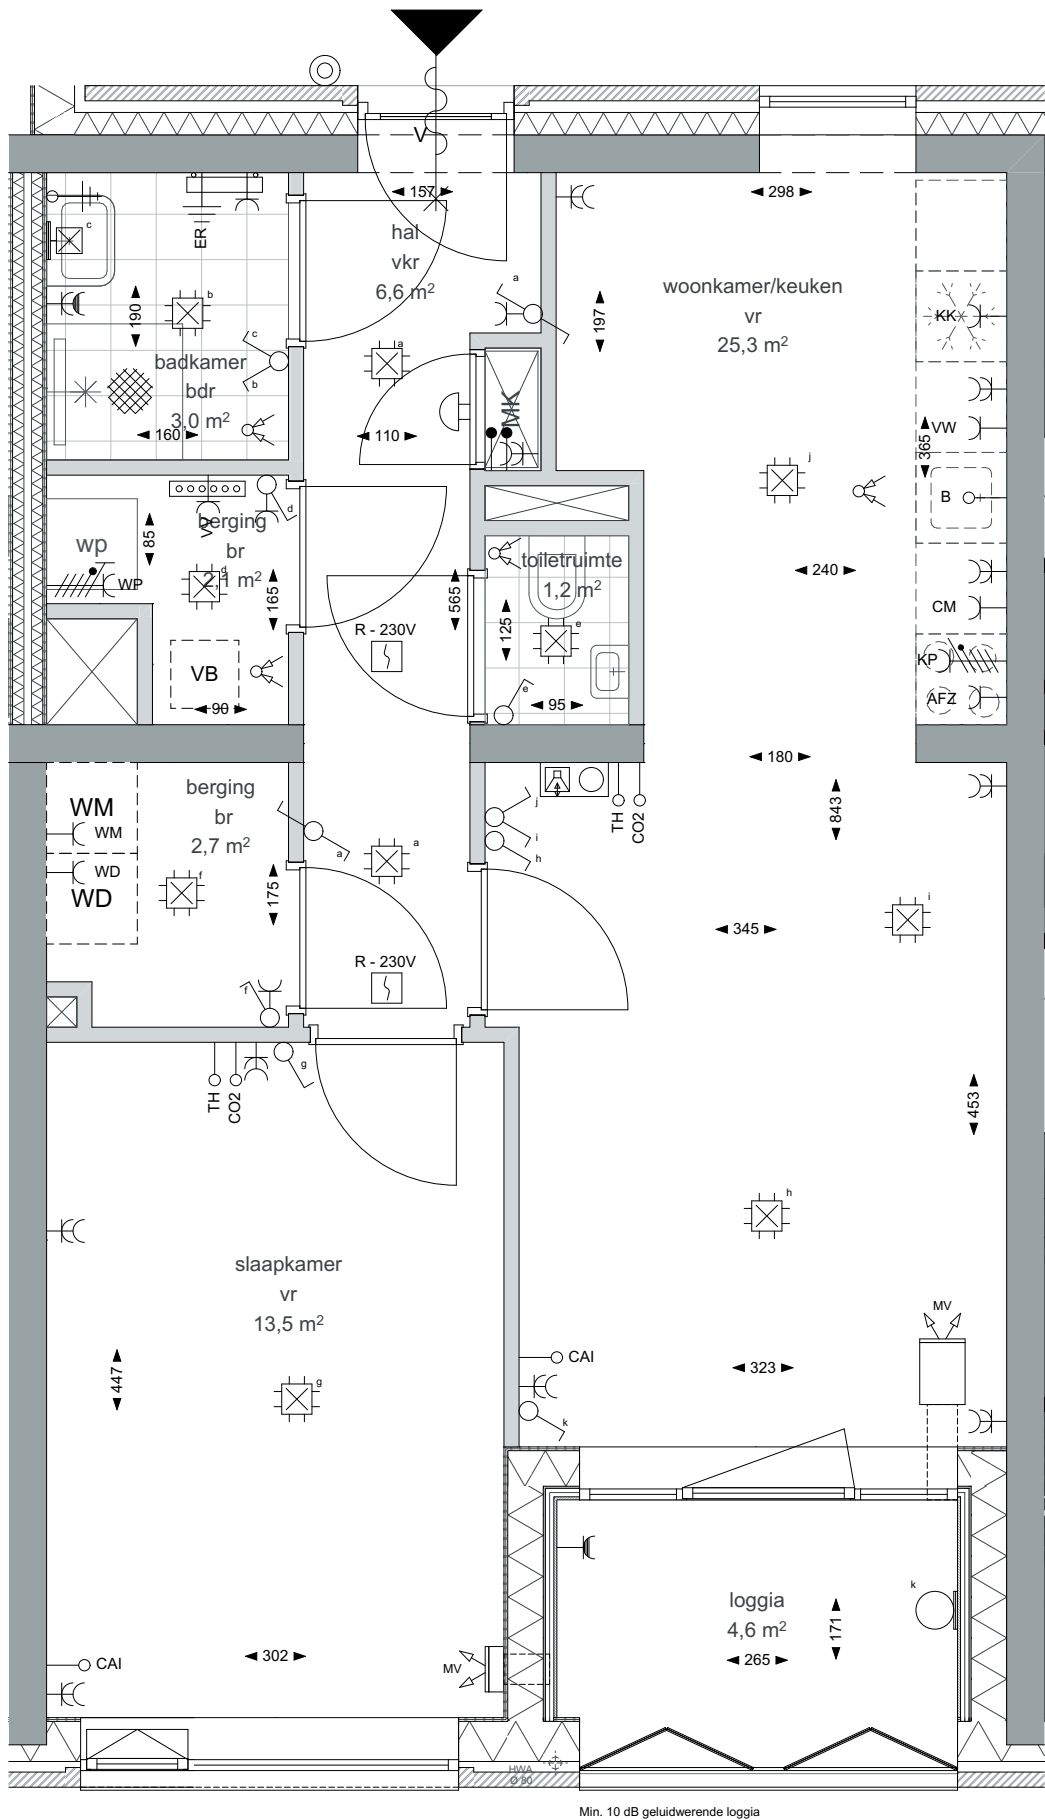 V
157
hal
vkr
6,6 m²
a
a
298
woonkamer/keuken
vr
25,3 m²
197
c
ER
b
190
c
b
badkamer
bdr
3,0 m²
160
110
MK
KK
VW
365
B
j
240
CM
KP
AFZ
d
berging
br
2,1 m²
d
VV
85
wp
WP
165
VB
90
R - 230V
565
toiletruimte
1,2 m²
125
e
e
95
180
843
berging
br
2,7 m²
WM
WM
WD
WD
f
175
f
a
a
R - 230V
j
i
h
TH
CO2
345
i
453
TH
CO2
g
h
slaapkamer
vr
13,5 m²
447
g
CAI
k
323
MV
302
CAI
MV
loggia
4,6 m²
171
265
k
HWA
Ø 80
Min. 10 dB geluidwerende loggia